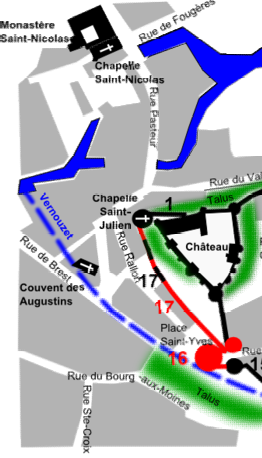 Monastère
Saint-Nicolas
Rue de Fougères
Chapelle
Saint-Nicolas
Rue Pasteur
Rue du Val
Talus
1
Chapelle
Saint-
Julien
Vernouzet
Château
Rue de Brest
Rue Rallon
17
Couvent des
Augustins
17
Place
Saint-Yves
16
Rue
Rue du Bourg-aux-Moines
Talus
Rue Ste-Croix